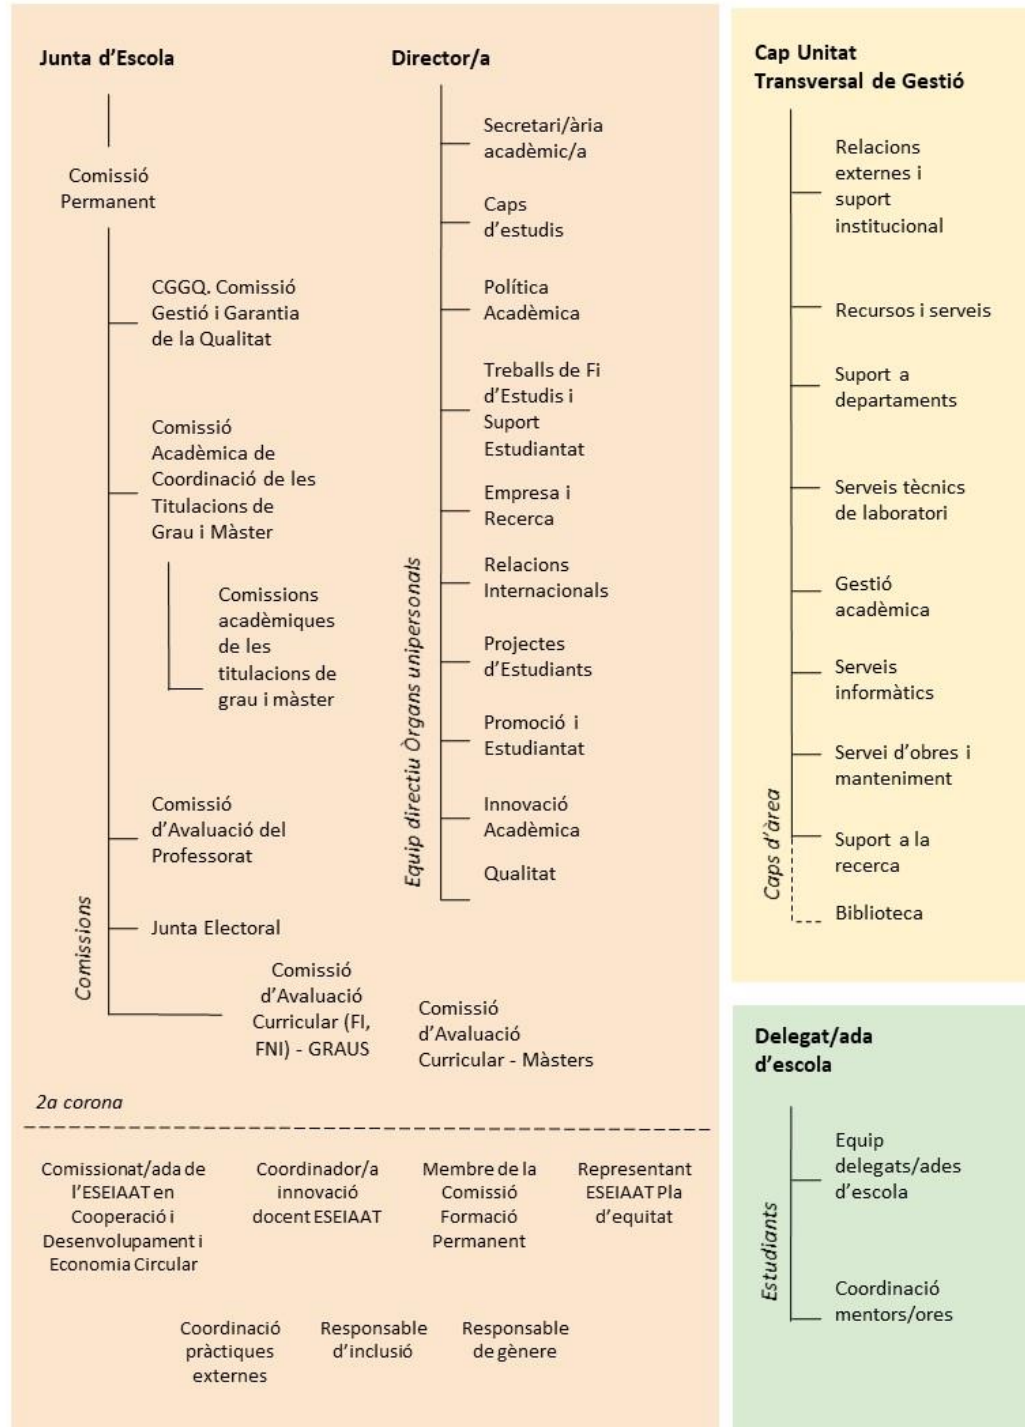 Junta d'Escola
Comissió
Permanent
CGGQ. Comissió
Gestió i Garantia
de la Qualitat
Comissió
Acadèmica de
Coordinació de les
Titulacions de
Grau i Màster
Comissions
acadèmiques
de les
titulacions de
grau i màster
Comissió
d'Avaluació del
Professorat
Junta Electoral
Comissions
Comissió
d'Avaluació
Curricular (FI,
FNI) - GRAUS
Comissió
d'Avaluació
Curricular - Màsters
Director/a
Secretari/ària
acadèmic/a
Caps
d'estudis
Política
Acadèmica
Treballs de Fi
d'Estudis i
Suport
Estudiantat
Empresa i
Recerca
Relacions
Internacionals
Projectes
d'Estudiants
Promoció i
Estudiantat
Innovació
Acadèmica
Qualitat
Equip directiu Òrgans unipersonals
2a corona
Comissionat/ada de
l'ESEIAAT en
Cooperació i
Desenvolupament i
Economia Circular
Coordinador/a
innovació
docent ESEIAAT
Membre de la
Comissió
Formació
Permanent
Representant
ESEIAAT Pla
d'equitat
Coordinació
pràctiques
externes
Responsable
d'inclusió
Responsable
de gènere
Cap Unitat
Transversal de Gestió
Relacions
externes i
suport
institucional
Recursos i serveis
Suport a
departaments
Serveis tècnics
de laboratori
Gestió
acadèmica
Serveis
informàtics
Servei d'obres i
manteniment
Suport a la
recerca
Biblioteca
Caps d'àrea
Delegat/ada
d'escola
Equip
delegats/ades
d'escola
Coordinació
mentors/ores
Estudiants